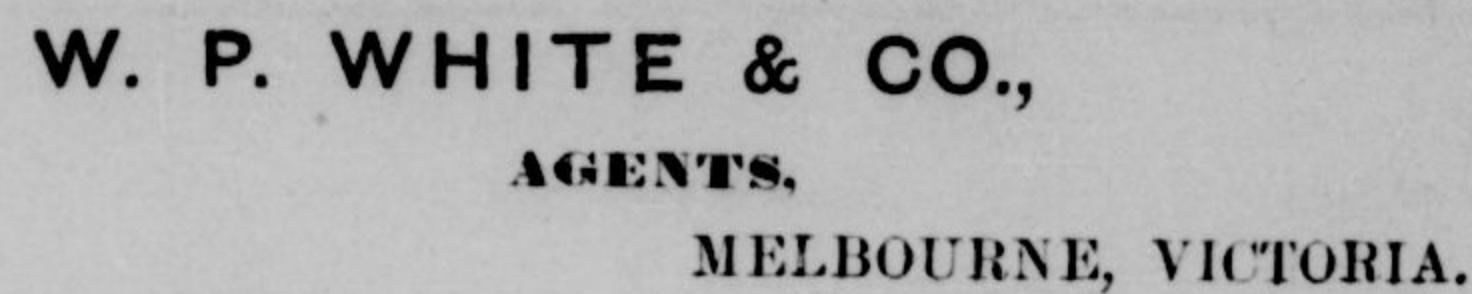 W. P. WHITE & CO.,
AGENTS,
MELBOURNE, VICTORIA.